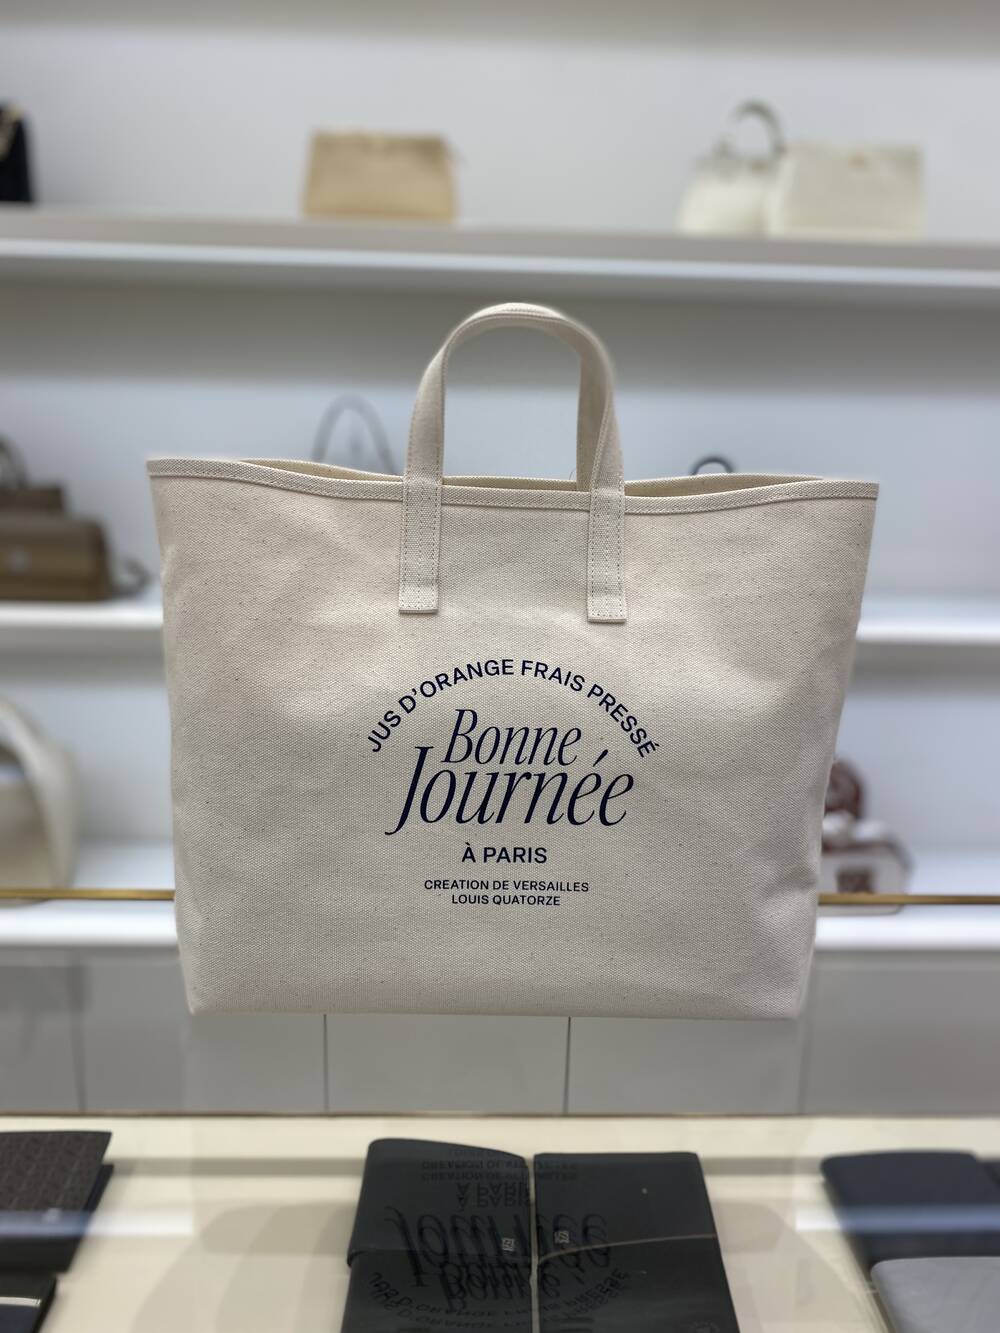 JUS D'ORANGE FRAIS PRESSÉ
Bonne
Journée
À PARIS
CREATION DE VERSAILLES
LOUIS QUATORZE